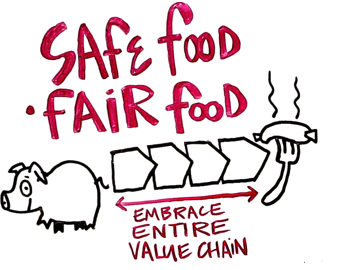 SAFE food
• FAIR food
EMBRACE
ENTIRE
VALUE CHAIN